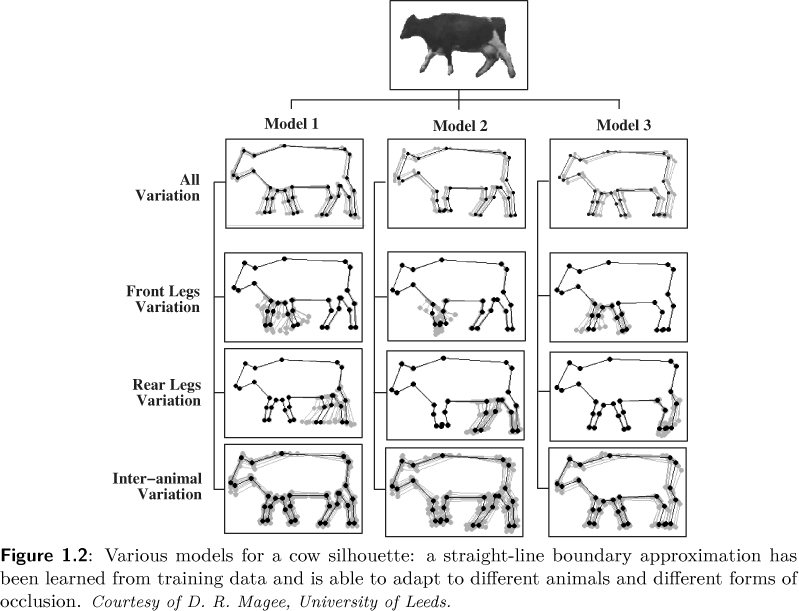 Model 1
Model 2
Model 3
All
Variation
Front Legs
Variation
Rear Legs
Variation
Inter−animal
Variation
Figure 1.2: Various models for a cow silhouette: a straight-line boundary approximation has
been learned from training data and is able to adapt to different animals and different forms of
occlusion. Courtesy of D. R. Magee, University of Leeds.